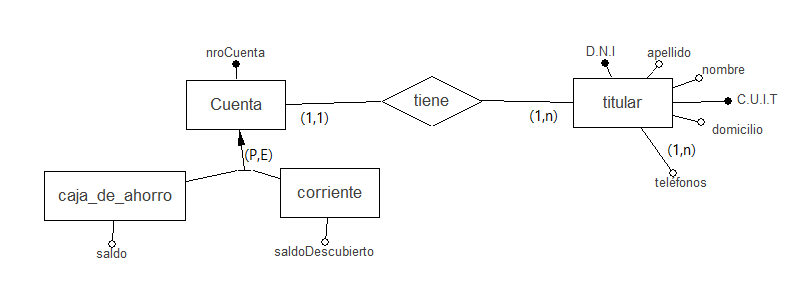 D.N.I
apellido
nroCuenta
nombre
Cuenta
tiene
titular
C.U.I.T
(1,1)
(1,n)
domicilio
(P,E)
(1,n)
caja_de_ahorro
corriente
telefonos
saldo
saldoDescubierto